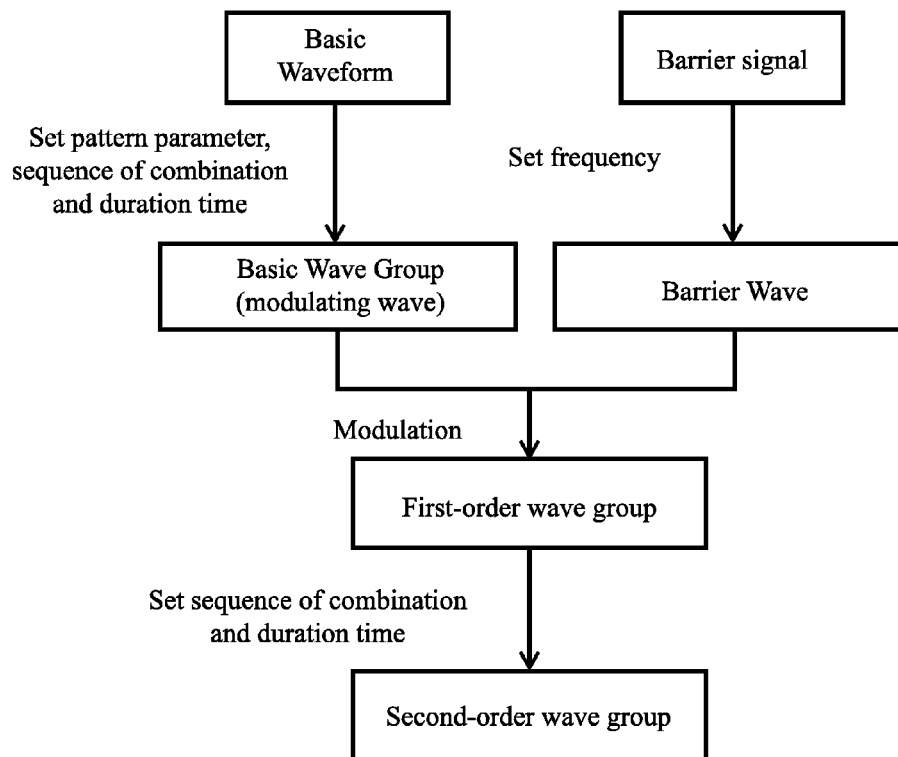 Basic
Waveform
Barrier signal
Set pattern parameter,
sequence of combination
and duration time
Set frequency
Basic Wave Group
(modulating wave)
Barrier Wave
Modulation
First-order wave group
Set sequence of combination
and duration time
Second-order wave group